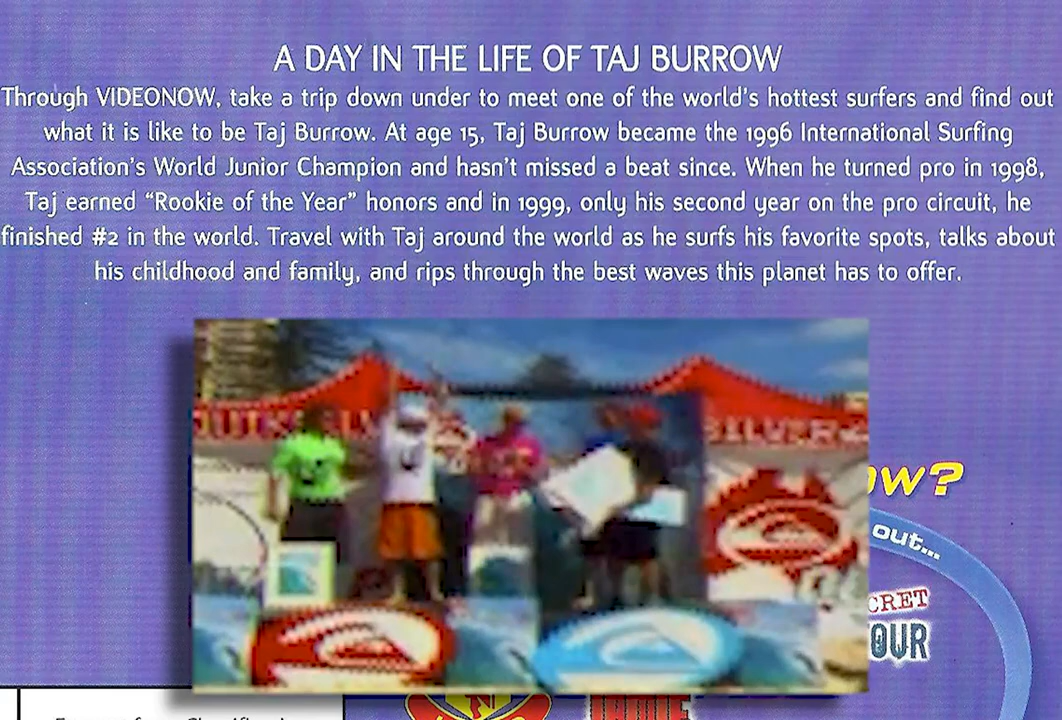 A DAY IN THE LIFE OF TAJ BURROW
Through VIDEONOW, take a trip down under to meet one of the world's hottest surfers and find out
what it is like to be Taj Burrow. At age 15, Taj Burrow became the 1996 International Surfing
Association's World Junior Champion and hasn't missed a beat since. When he turned pro in 1998,
Taj earned "Rookie of the Year" honors and in 1999, only his second year on the pro circuit, he
finished #2 in the world. Travel with Taj around the world as he surfs his favorite spots, talks about
his childhood and family, and rips through the best waves this planet has to offer.
OW?
out...
CRET
OUR